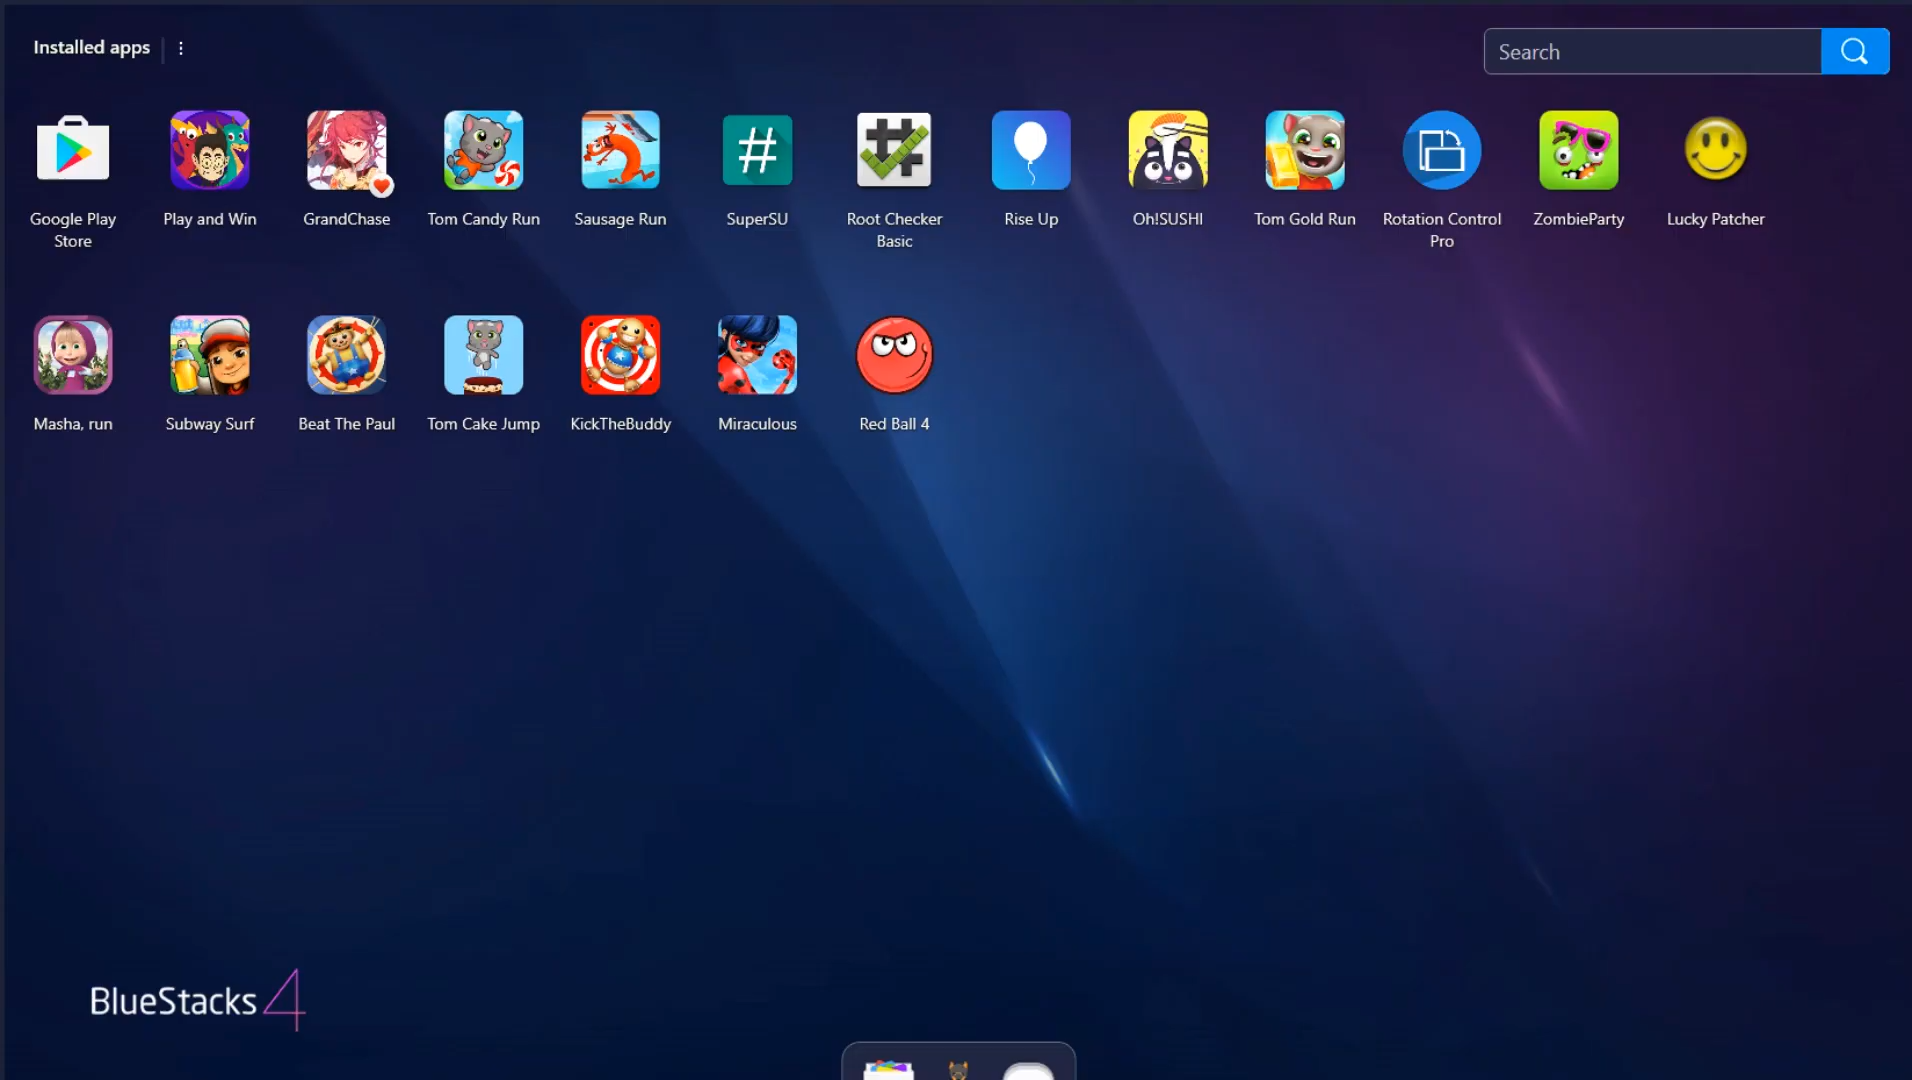 Installed apps
Search
Google Play
Store
Play and Win
GrandChase
Tom Candy Run
Sausage Run
SuperSU
Root Checker
Basic
Rise Up
Oh!SUSHI
Tom Gold Run
Rotation Control
Pro
ZombieParty
Lucky Patcher
Masha, run
Subway Surf
Beat The Paul
Tom Cake Jump
KickTheBuddy
Miraculous
Red Ball 4
BlueStacks 4